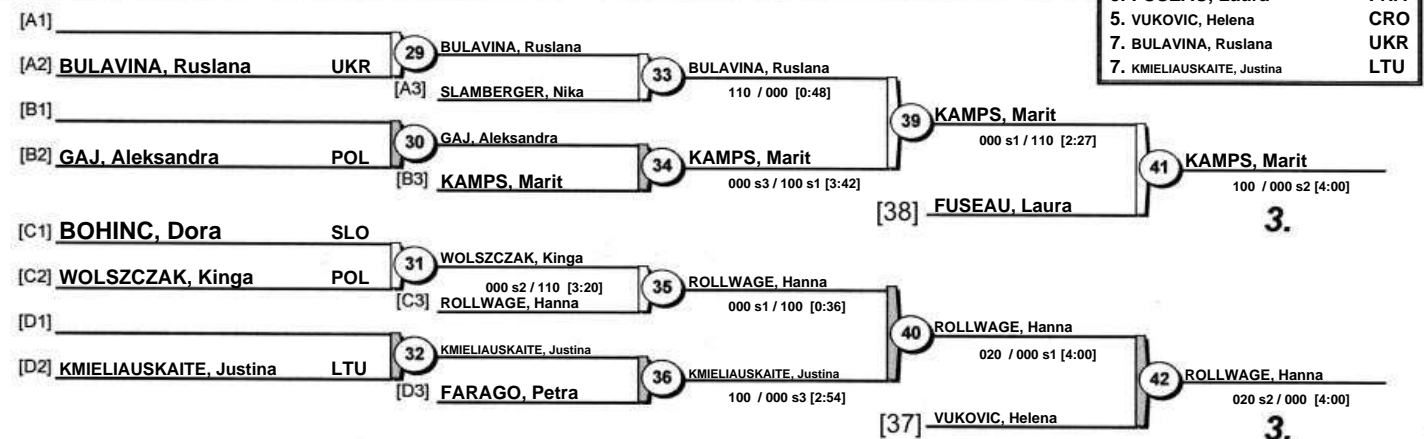 5. VUKOVIC, Helena CRO
7. BULAVINA, Ruslana UKR
7. KMIELIAUSKAITE, Justina LTU
[A1]
[A2] BULAVINA, Ruslana UKR
29
BULAVINA, Ruslana
[A3] SLAMBERGER, Nika
33
BULAVINA, Ruslana
110 / 000 [0:48]
[B1]
[B2] GAJ, Aleksandra POL
30
GAJ, Aleksandra
[B3] KAMPS, Marit
34
KAMPS, Marit
000 s3 / 100 s1 [3:42]
39
KAMPS, Marit
000 s1 / 110 [2:27]
[38] FUSEAU, Laura
41
KAMPS, Marit
100 / 000 s2 [4:00]
3.
[C1] BOHINC, Dora SLO
[C2] WOLSZCZAK, Kinga POL
31
WOLSZCZAK, Kinga
000 s2 / 110 [3:20]
[C3] ROLLWAGE, Hanna
35
ROLLWAGE, Hanna
000 s1 / 100 [0:36]
[D1]
[D2] KMIELIAUSKAITE, Justina LTU
32
KMIELIAUSKAITE, Justina
[D3] FARAGO, Petra
36
KMIELIAUSKAITE, Justina
100 / 000 s3 [2:54]
40
ROLLWAGE, Hanna
020 / 000 s1 [4:00]
[37] VUKOVIC, Helena
42
ROLLWAGE, Hanna
020 s2 / 000 [4:00]
3.